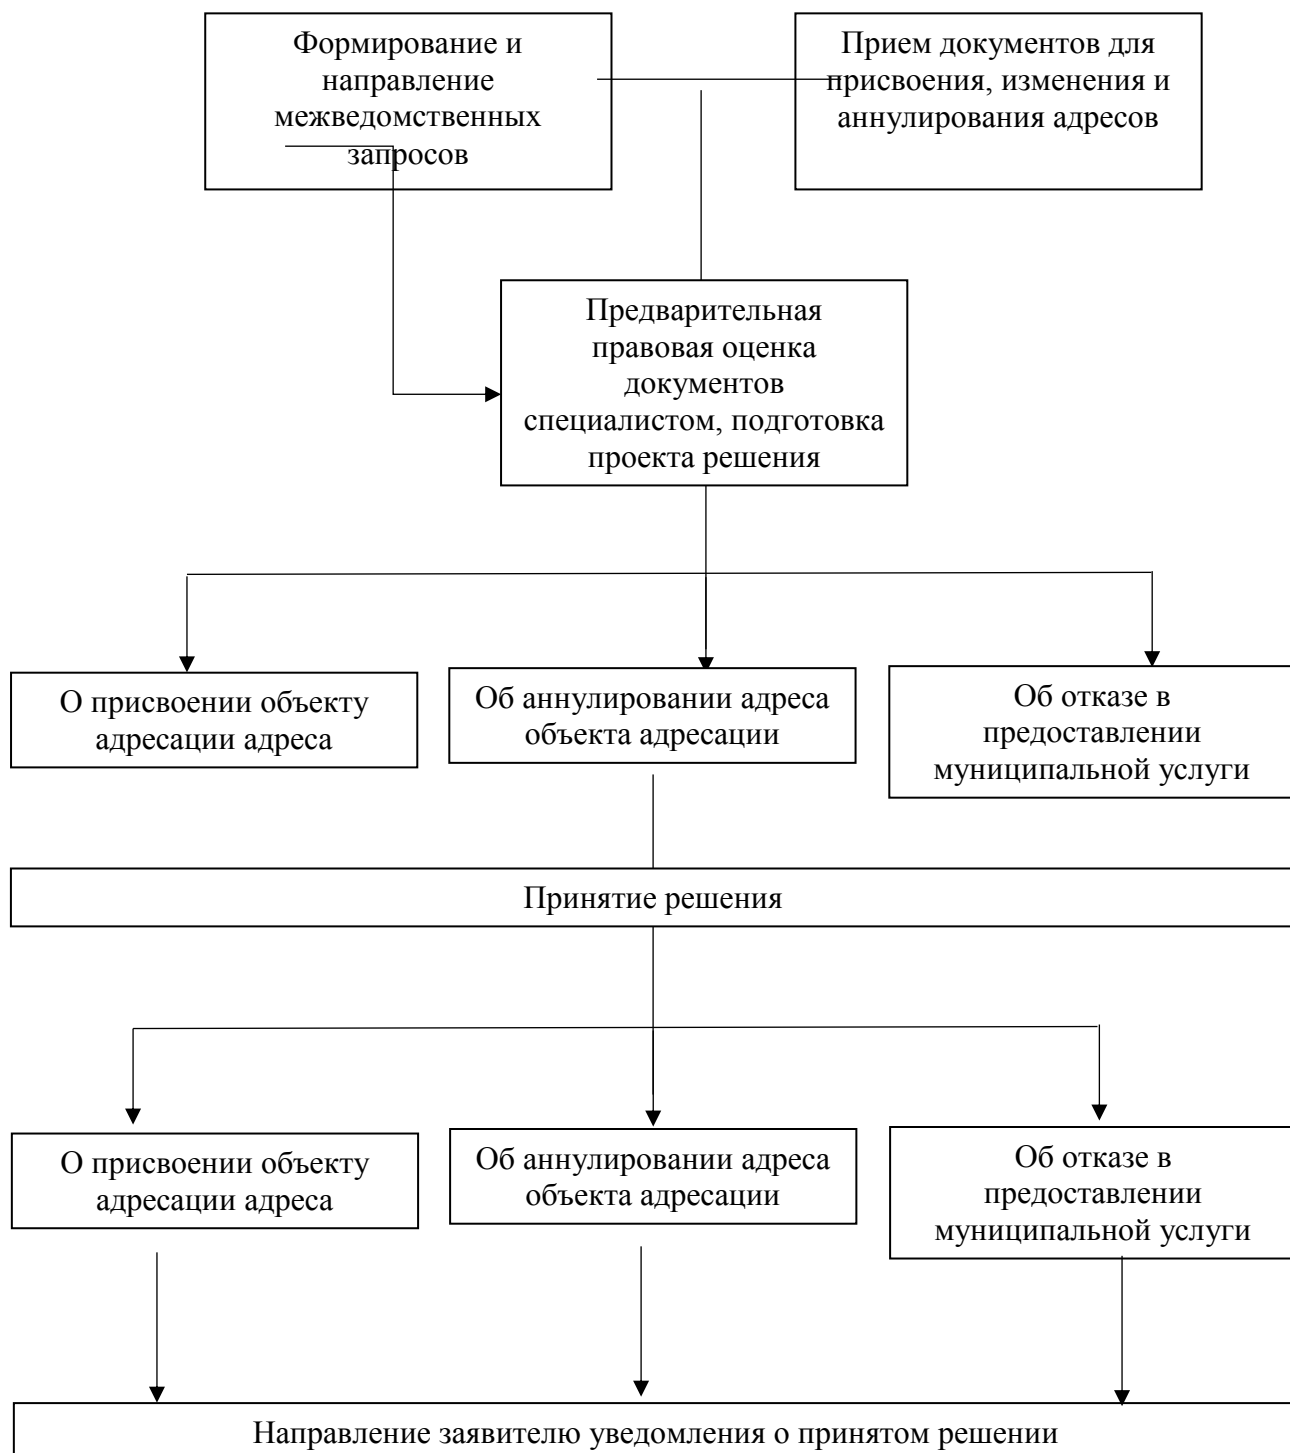 Формирование и
направление
межведомственных
запросов
Прием документов для
присвоения, изменения и
аннулирования адресов
Предварительная
правовая оценка
документов
специалистом, подготовка
проекта решения
О присвоении объекту
адресации адреса
Об аннулировании адреса
объекта адресации
Об отказе в
предоставлении
муниципальной услуги
Принятие решения
О присвоении объекту
адресации адреса
Об аннулировании адреса
объекта адресации
Об отказе в
предоставлении
муниципальной услуги
Направление заявителю уведомления о принятом решении